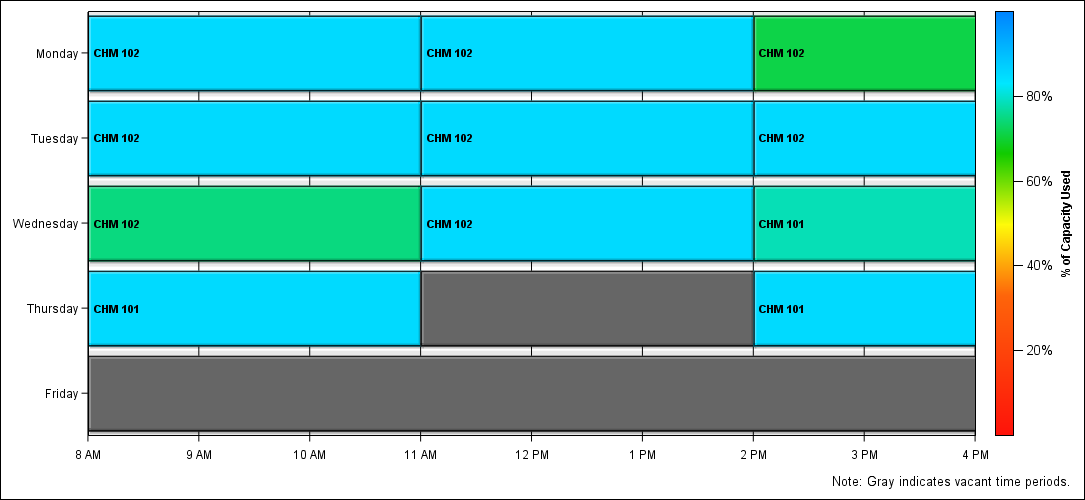 Monday
CHM 102
CHM 102
CHM 102
Tuesday
CHM 102
CHM 102
CHM 102
Wednesday
CHM 102
CHM 102
CHM 101
Thursday
CHM 101
CHM 101
Friday
8 AM 9 AM 10 AM 11 AM 12 PM 1 PM 2 PM 3 PM 4 PM
80%
60%
40%
20%
% of Capacity Used
Note: Gray indicates vacant time periods.